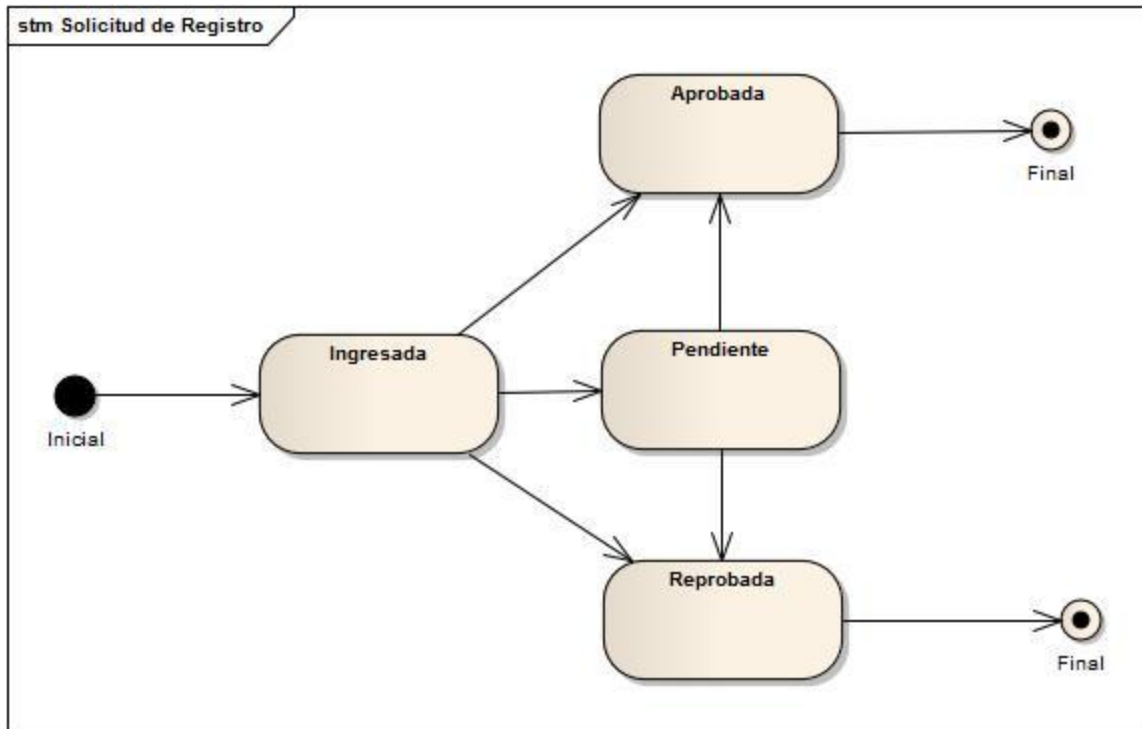 stm Solicitud de Registro
Aprobada
Final
Ingresada
Pendiente
Inicial
Reprobada
Final